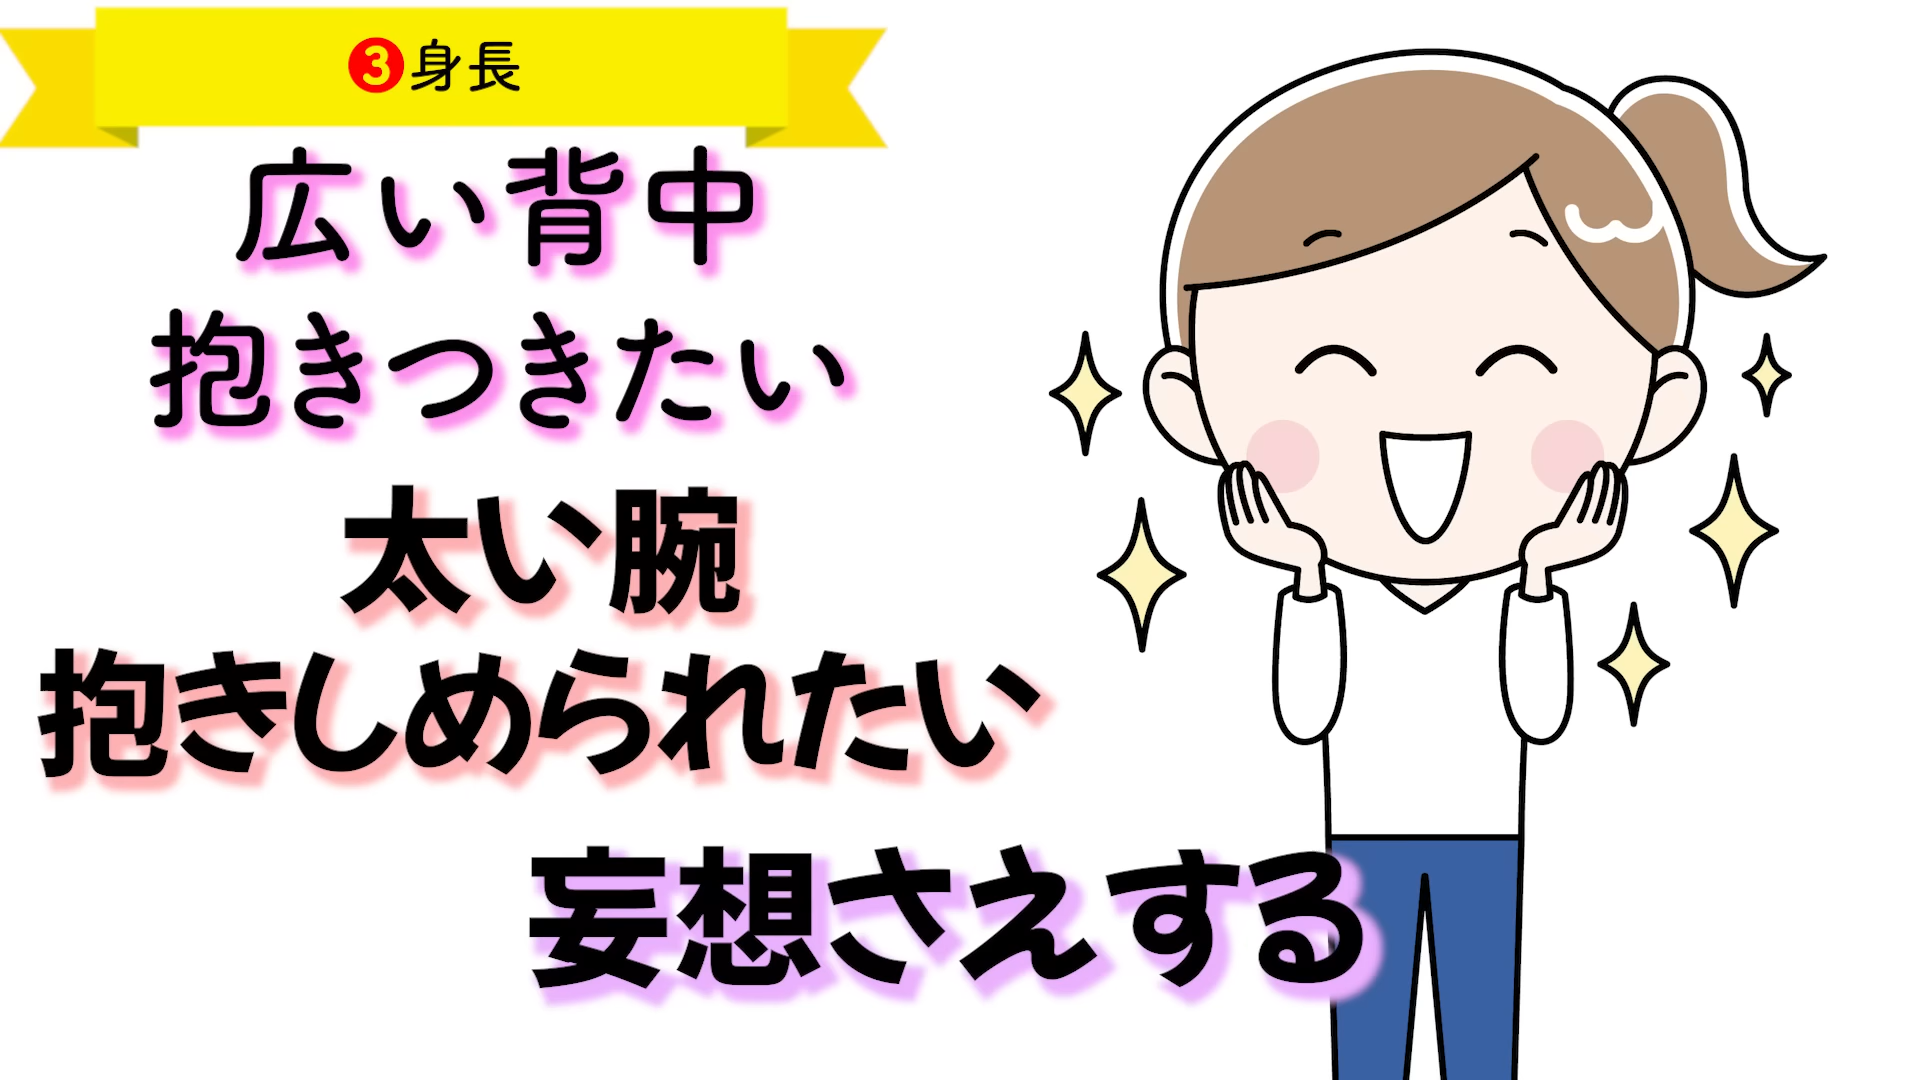 ❸身長
広い背中
抱きつきたい
太い腕
抱きしめられたい
妄想さえする